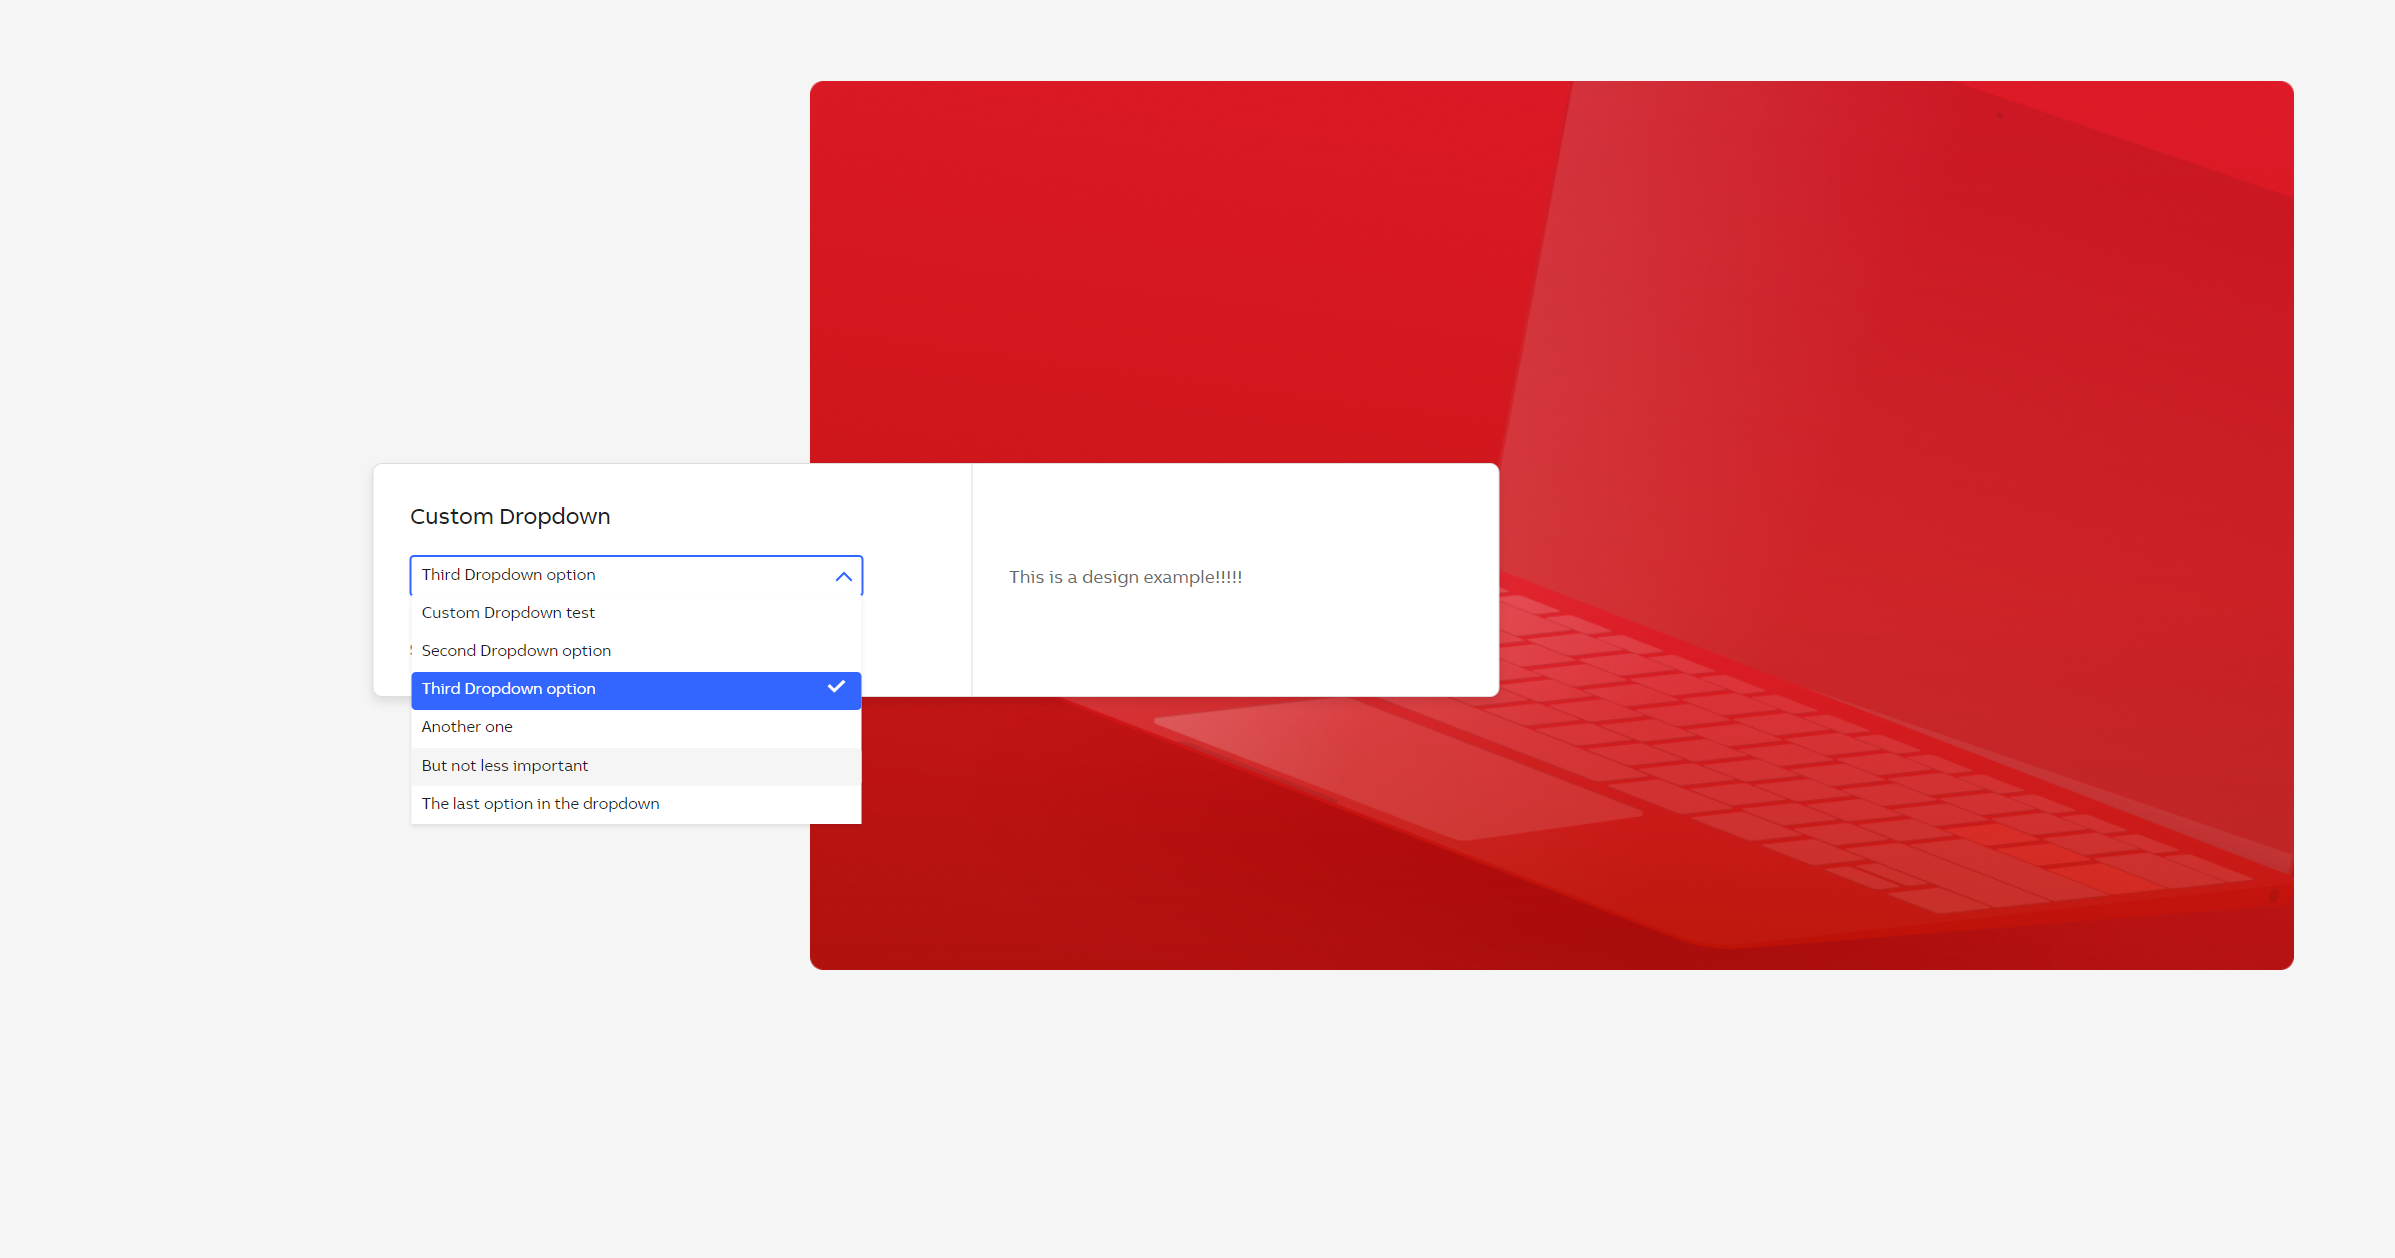 Custom Dropdown
Third Dropdown option
Custom Dropdown test
Second Dropdown option
Third Dropdown option
Another one
But not less important
The last option in the dropdown
This is a design example!!!!!